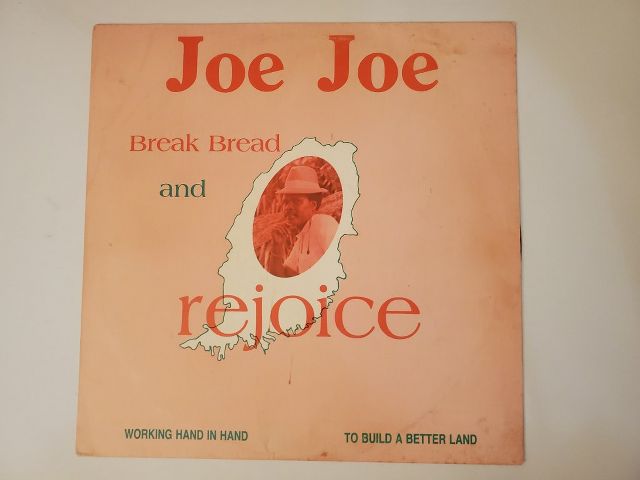 Joe Joe
Break Bread
and
rejoice
WORKING HAND IN HAND
TO BUILD A BETTER LAND